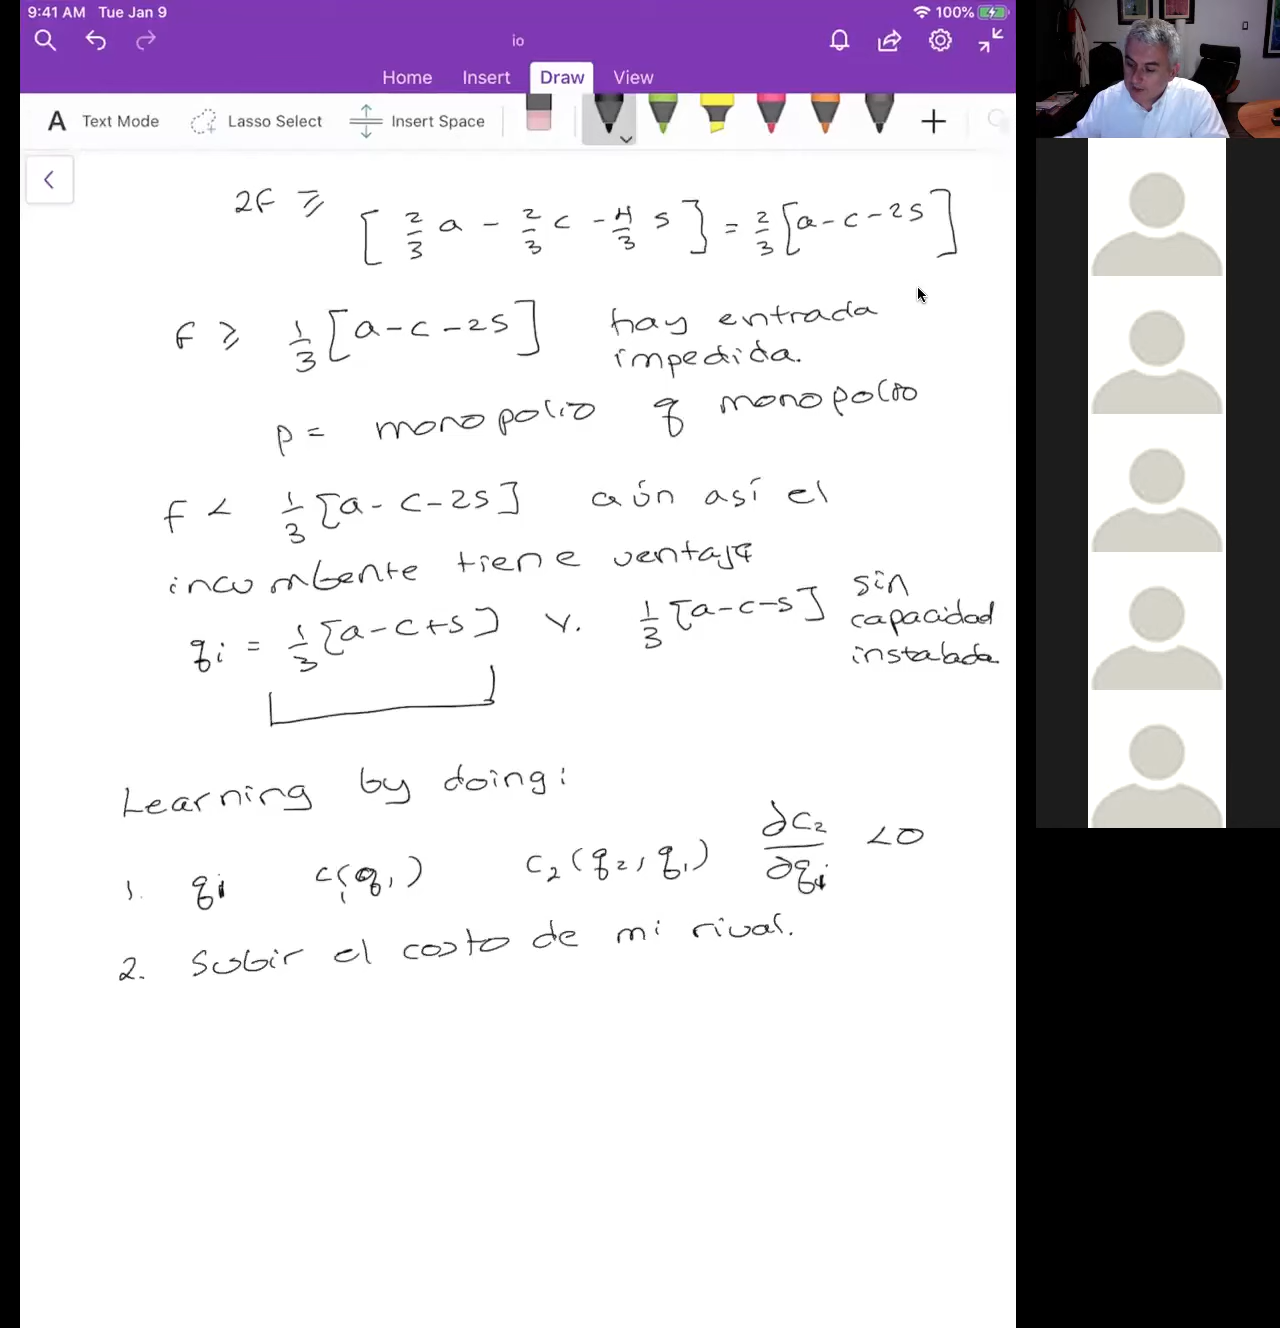 9:41 AM Tue Jan 9 100%
io
Home Insert Draw View
A Text Mode Lasso Select Insert Space
2F ≥ [2/3 a - 2/3 c - 4/3 s] = 2/3 [a - c - 2s]
F ≥ 1/3 [a - c - 2s] hay entrada
impedida.
p = monopolio q monopolio
F < 1/3 [a - c - 2s] aún así el
incumbente tiene ventaja
qi = 1/3 [a - c + s] v. 1/3 [a - c - s] sin
capacidad
instalada
Learning by doing:
1. q1 c1(q1) c2(q2, q1) ∂c2/∂q1 < 0
2. Subir el costo de mi rival.